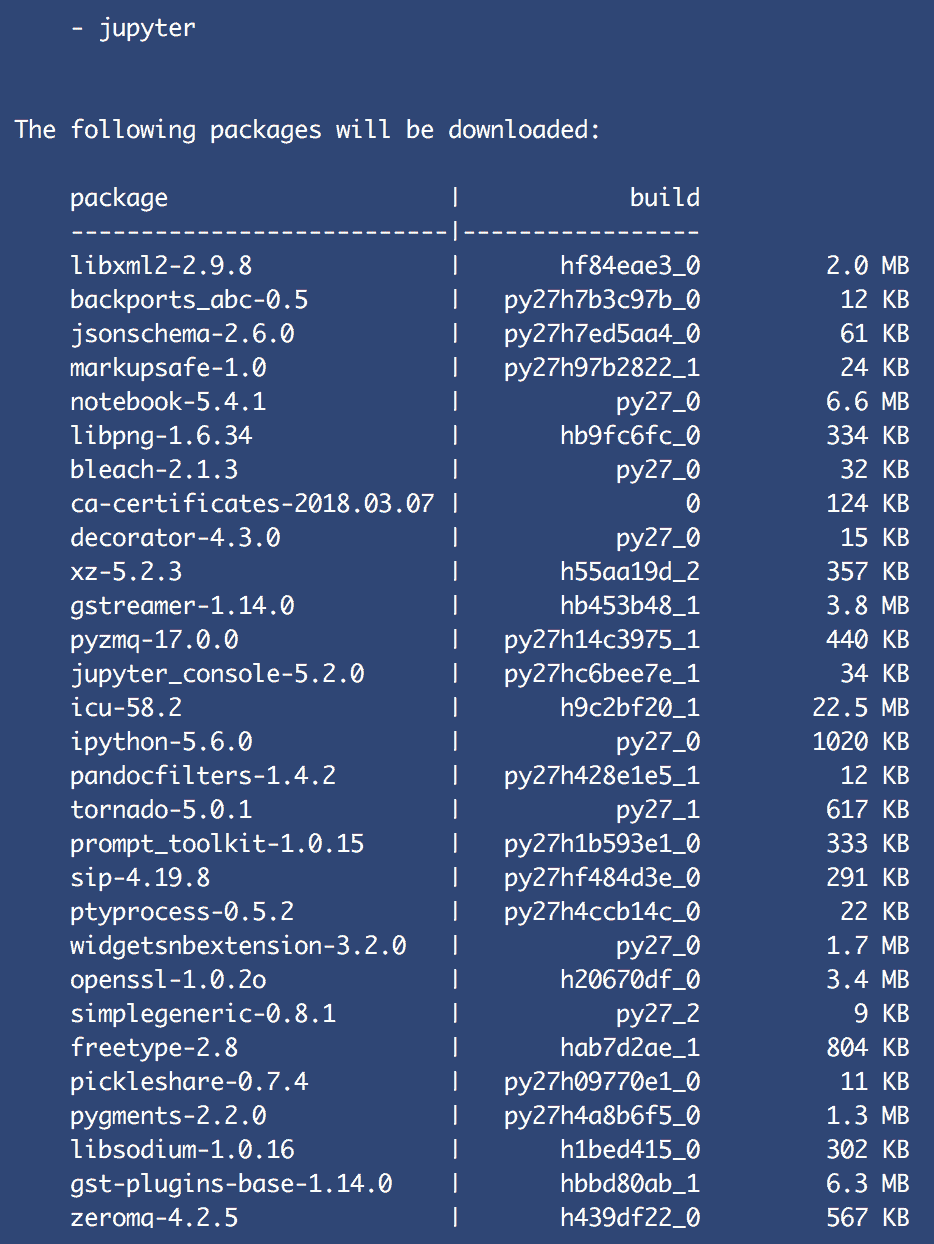 - jupyter
The following packages will be downloaded:
package | build
---------------------------|-----------------
libxml2-2.9.8 | hf84eae3_0 2.0 MB
backports_abc-0.5 | py27h7b3c97b_0 12 KB
jsonschema-2.6.0 | py27h7ed5aa4_0 61 KB
markupsafe-1.0 | py27h97b2822_1 24 KB
notebook-5.4.1 | py27_0 6.6 MB
libpng-1.6.34 | hb9fc6fc_0 334 KB
bleach-2.1.3 | py27_0 32 KB
ca-certificates-2018.03.07 | 0 124 KB
decorator-4.3.0 | py27_0 15 KB
xz-5.2.3 | h55aa19d_2 357 KB
gstreamer-1.14.0 | hb453b48_1 3.8 MB
pyzmq-17.0.0 | py27h14c3975_1 440 KB
jupyter_console-5.2.0 | py27hc6bee7e_1 34 KB
icu-58.2 | h9c2bf20_1 22.5 MB
ipython-5.6.0 | py27_0 1020 KB
pandocfilters-1.4.2 | py27h428e1e5_1 12 KB
tornado-5.0.1 | py27_1 617 KB
prompt_toolkit-1.0.15 | py27h1b593e1_0 333 KB
sip-4.19.8 | py27hf484d3e_0 291 KB
ptyprocess-0.5.2 | py27h4ccb14c_0 22 KB
widgetsnbextension-3.2.0 | py27_0 1.7 MB
openssl-1.0.2o | h20670df_0 3.4 MB
simplegeneric-0.8.1 | py27_2 9 KB
freetype-2.8 | hab7d2ae_1 804 KB
pickleshare-0.7.4 | py27h09770e1_0 11 KB
pygments-2.2.0 | py27h4a8b6f5_0 1.3 MB
libsodium-1.0.16 | h1bed415_0 302 KB
gst-plugins-base-1.14.0 | hbbd80ab_1 6.3 MB
zeromq-4.2.5 | h439df22_0 567 KB